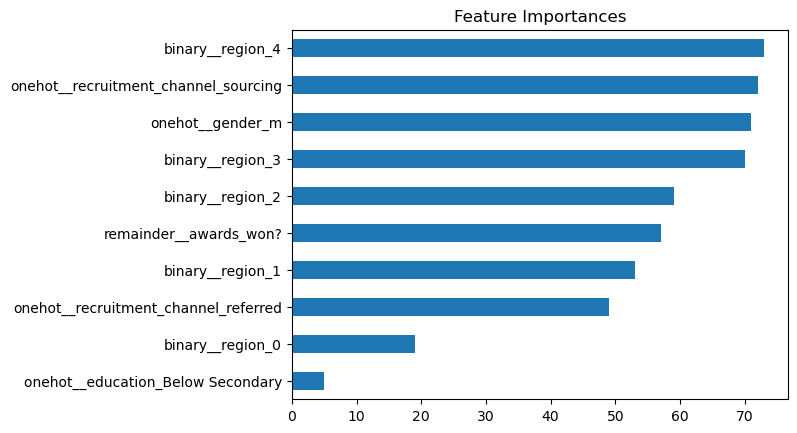 Feature Importances
binary__region_4
onehot__recruitment_channel_sourcing
onehot__gender_m
binary__region_3
binary__region_2
remainder__awards_won?
binary__region_1
onehot__recruitment_channel_referred
binary__region_0
onehot__education_Below Secondary
0 10 20 30 40 50 60 70